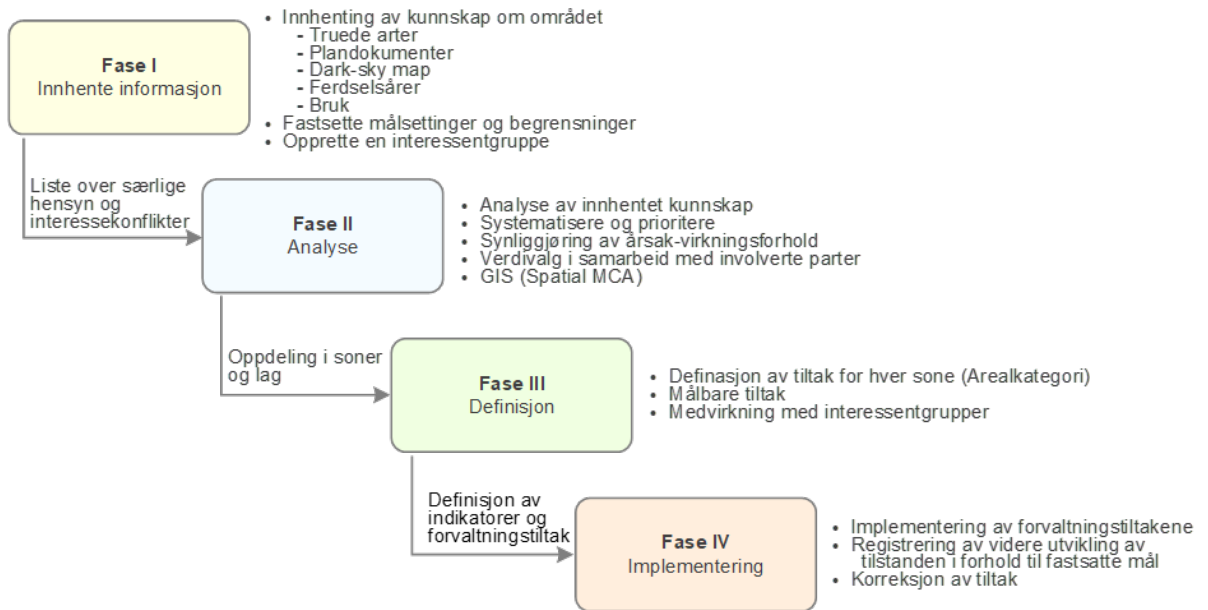 Fase I
Innhente informasjon
• Innhenting av kunnskap om området
- Truede arter
- Plandokumenter
- Dark-sky map
- Ferdselsårer
- Bruk
• Fastsette målsettinger og begrensninger
• Opprette en interessentgruppe
Liste over særlige
hensyn og
interessekonflikter
Fase II
Analyse
• Analyse av innhentet kunnskap
• Systematisere og prioritere
• Synliggjøring av årsak-virkningsforhold
• Verdivalg i samarbeid med involverte parter
• GIS (Spatial MCA)
Oppdeling i soner
og lag
Fase III
Definisjon
• Definasjon av tiltak for hver sone (Arealkategori)
• Målbare tiltak
• Medvirkning med interessentgrupper
Definisjon av
indikatorer og
forvaltningstiltak
Fase IV
Implementering
• Implementering av forvaltningstiltakene
• Registrering av videre utvikling av
tilstanden i forhold til fastsatte mål
• Korreksjon av tiltak